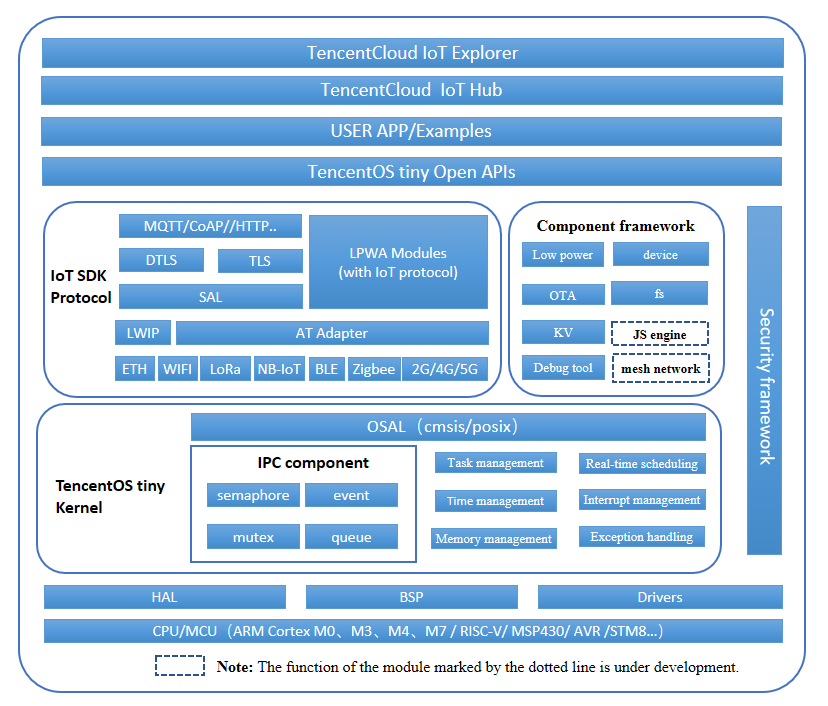 TencentCloud IoT Explorer
TencentCloud  IoT Hub
USER APP/Examples
TencentOS tiny Open APIs
IoT SDK
Protocol
MQTT/CoAP//HTTP..
DTLS
TLS
SAL
LPWA Modules
(with IoT protocol)
LWIP
AT Adapter
ETH
WIFI
LoRa
NB-IoT
BLE
Zigbee
2G/4G/5G
Component framework
Low power
device
OTA
fs
KV
JS engine
Debug tool
mesh network
Security framework
TencentOS tiny
Kernel
OSAL（cmsis/posix）
IPC component
semaphore
event
mutex
queue
Task management
Real-time scheduling
Time management
Interrupt management
Memory management
Exception handling
HAL
BSP
Drivers
CPU/MCU（ARM Cortex M0、M3、M4、M7 / RISC-V/ MSP430/ AVR /STM8...）
Note: The function of the module marked by the dotted line is under development.